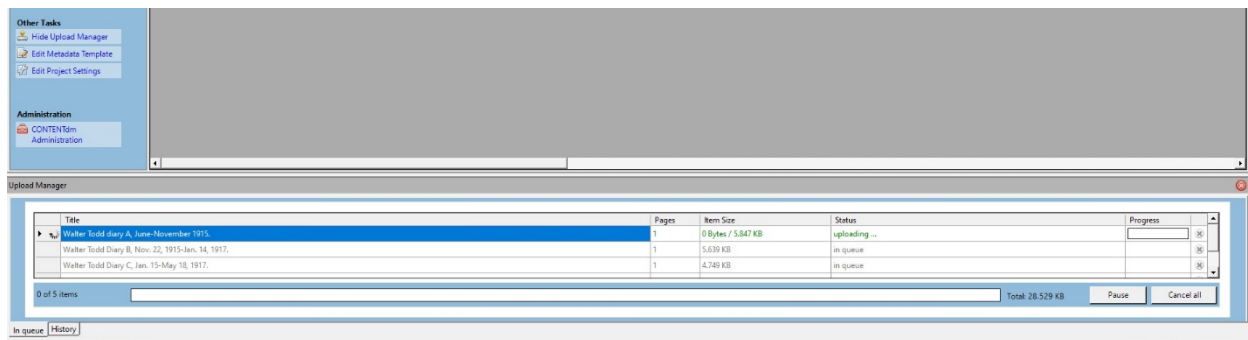 Other Tasks
Hide Upload Manager
Edit Metadata Template
Edit Project Settings
Administration
CONTENTdm
Administration
Upload Manager
Title Pages Item Size Status Progress
Walter Todd diary A, June-November 1915. 1 0 Bytes / 5.847 KB uploading ...
Walter Todd Diary B, Nov. 22, 1915-Jan. 14, 1917. 1 5.639 KB in queue
Walter Todd Diary C, Jan. 15-May 18, 1917. 1 4.749 KB in queue
0 of 5 items Total: 28.529 KB Pause Cancel all
In queue History